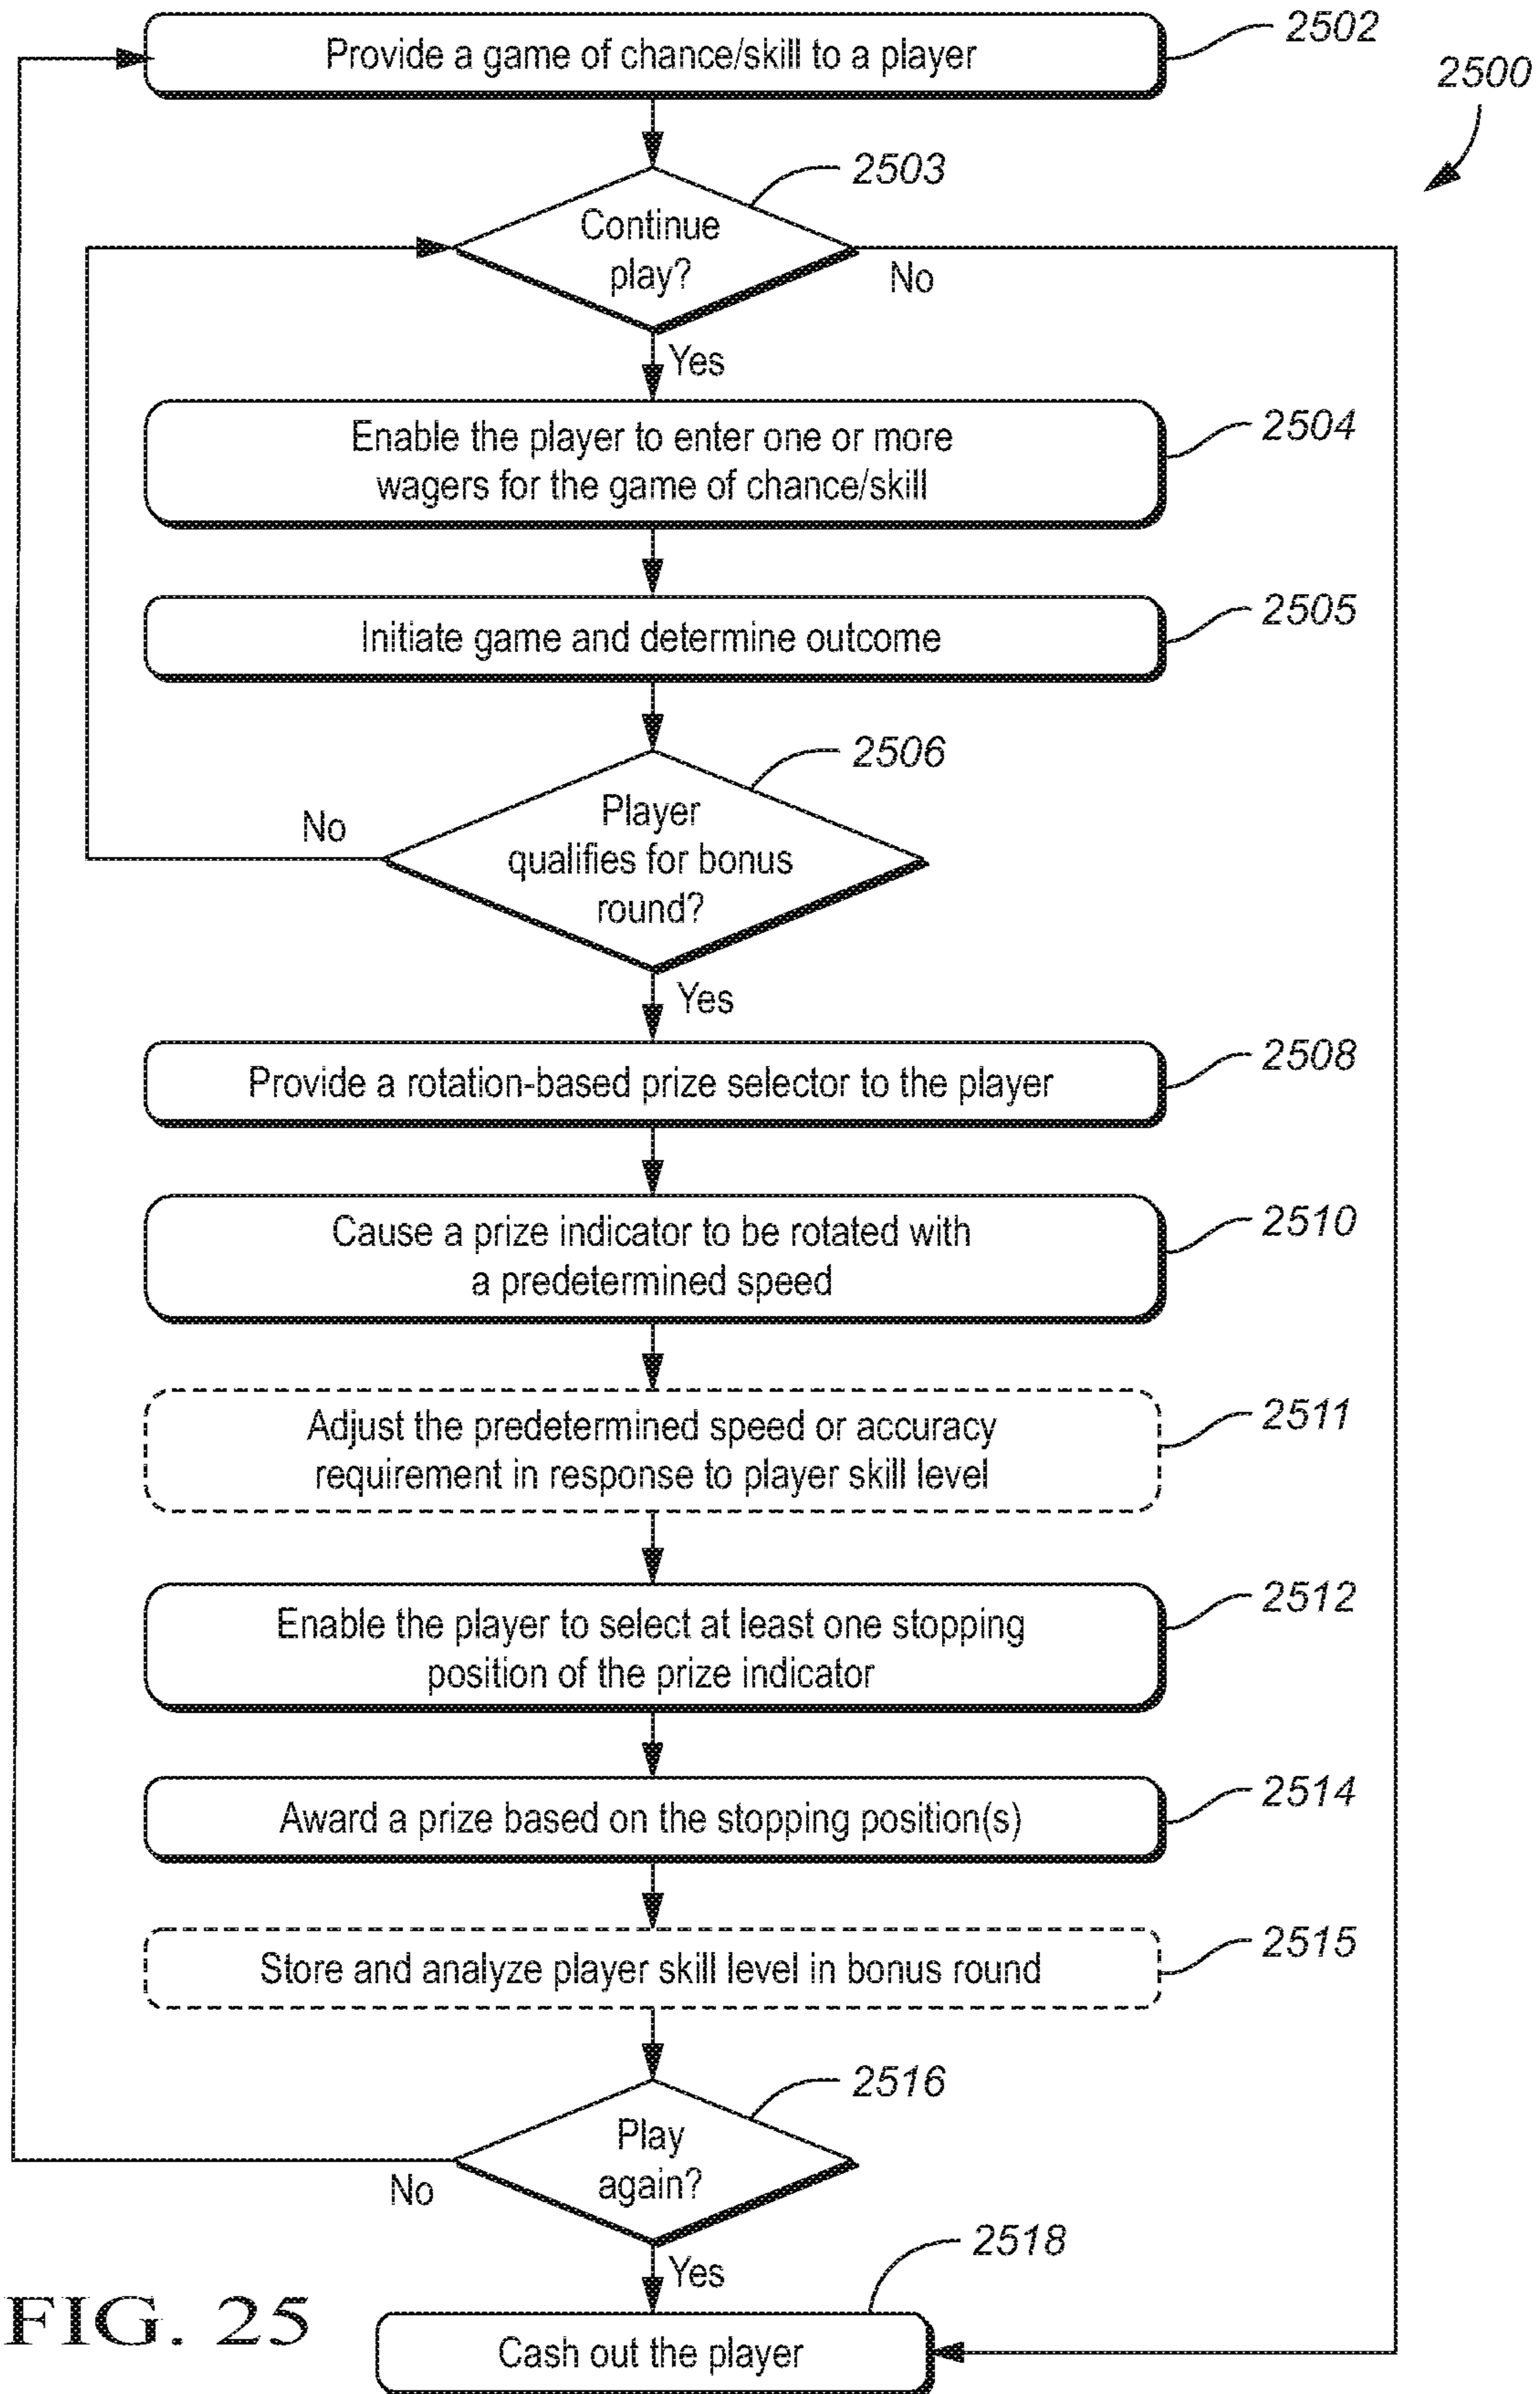 Provide a game of chance/skill to a player
2502
2500
2503
Continue
play?
No
Yes
Enable the player to enter one or more
wagers for the game of chance/skill
2504
Initiate game and determine outcome
2505
2506
Player
qualifies for bonus
round?
No
Yes
Provide a rotation-based prize selector to the player
2508
Cause a prize indicator to be rotated with
a predetermined speed
2510
Adjust the predetermined speed or accuracy
requirement in response to player skill level
2511
Enable the player to select at least one stopping
position of the prize indicator
2512
Award a prize based on the stopping position(s)
2514
Store and analyze player skill level in bonus round
2515
2516
Play
again?
No
Yes
2518
Cash out the player
FIG. 25